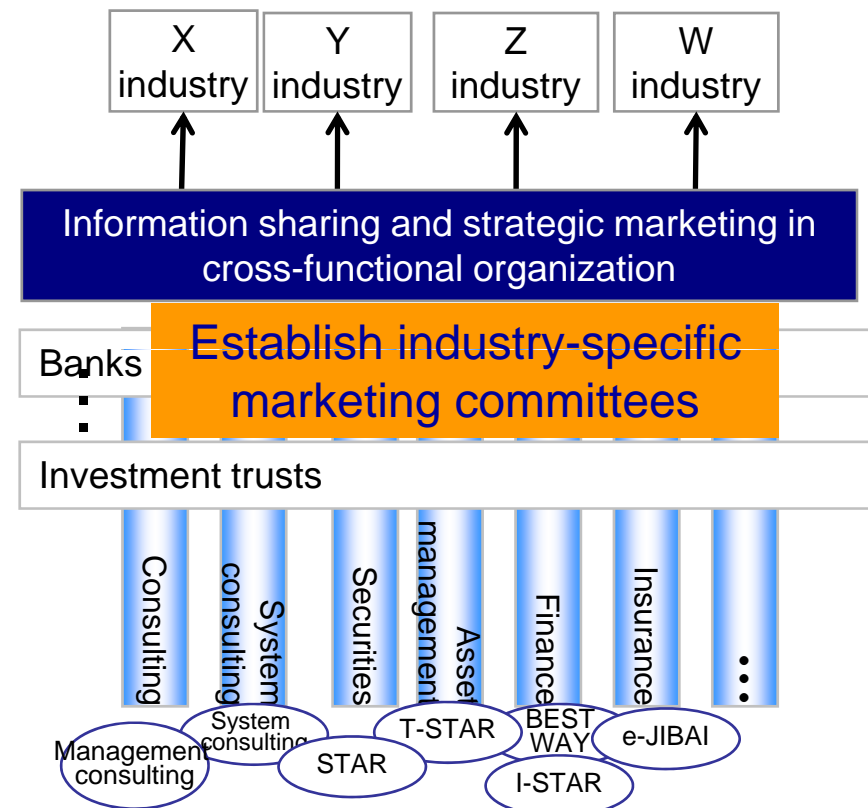 X
industry
Y
industry
Z
industry
W
industry
Information sharing and strategic marketing in
cross-functional organization
Establish industry-specific
marketing committees
Banks
Investment trusts
Consulting
System
consulting
Securities
Asset
management
Finance
Insurance
...
Management
consulting
System
consulting
STAR
T-STAR
BEST
WAY
I-STAR
e-JIBAI